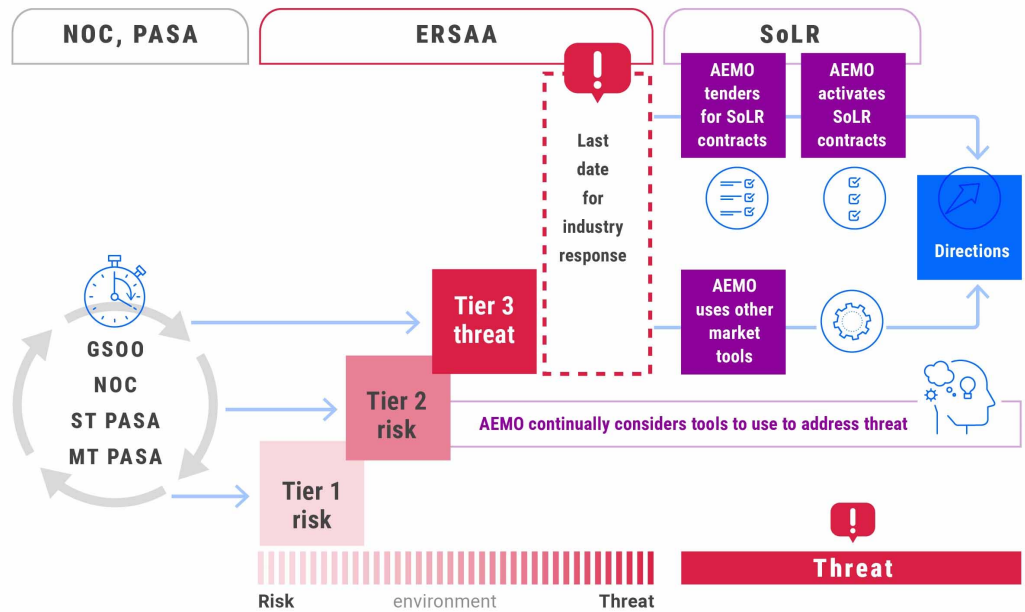 NOC, PASA
ERSAA
SoLR
Last
date
for
industry
response
AEMO
tenders
for SoLR
contracts
AEMO
activates
SoLR
contracts
Directions
AEMO
uses other
market
tools
GSOO
NOC
ST PASA
MT PASA
Tier 3
threat
Tier 2
risk
Tier 1
risk
AEMO continually considers tools to use to address threat
Risk
environment
Threat
Threat